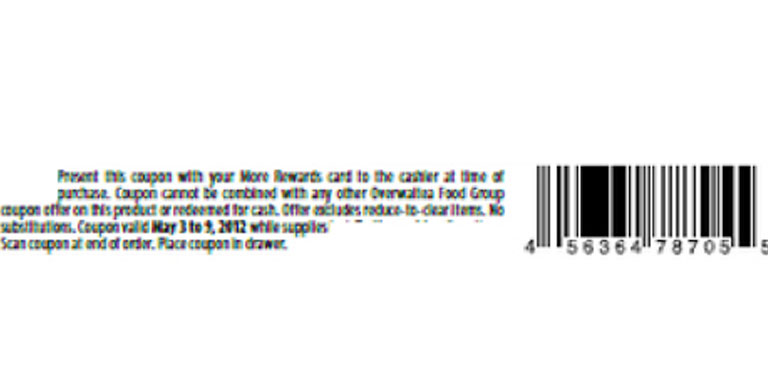 Present this coupon with your More Rewards card to the cashier at time of
purchase. Coupon cannot be combined with any other Overwaitea Food Group
coupon offer on this product or redeemed for cash. Offer excludes reduce-to-clear items. No
substitutions. Coupon valid May 3 to 9, 2012 while supplies
Scan coupon at end of order. Place coupon in drawer.
4 56364 78705 5